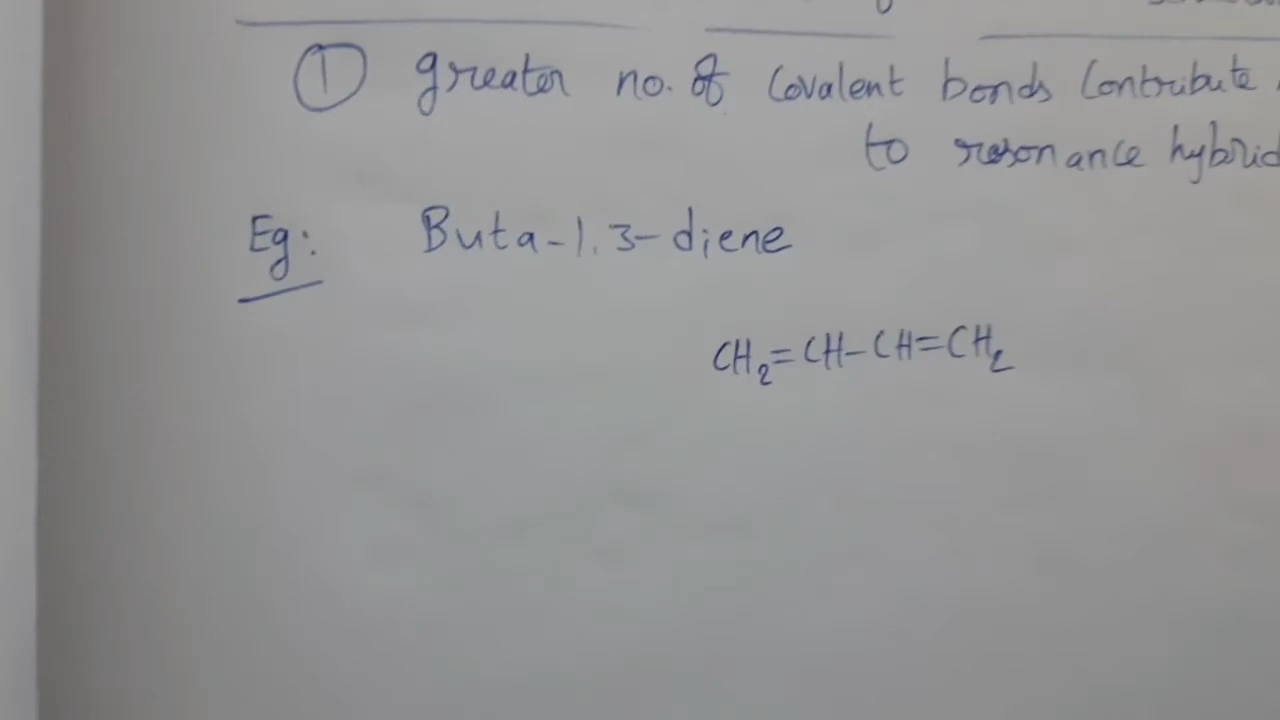 ① greater no. of Covalent bonds Contribute
to resonance hybrid
Eg: Buta-1,3-diene
CH₂=CH-CH=CH₂